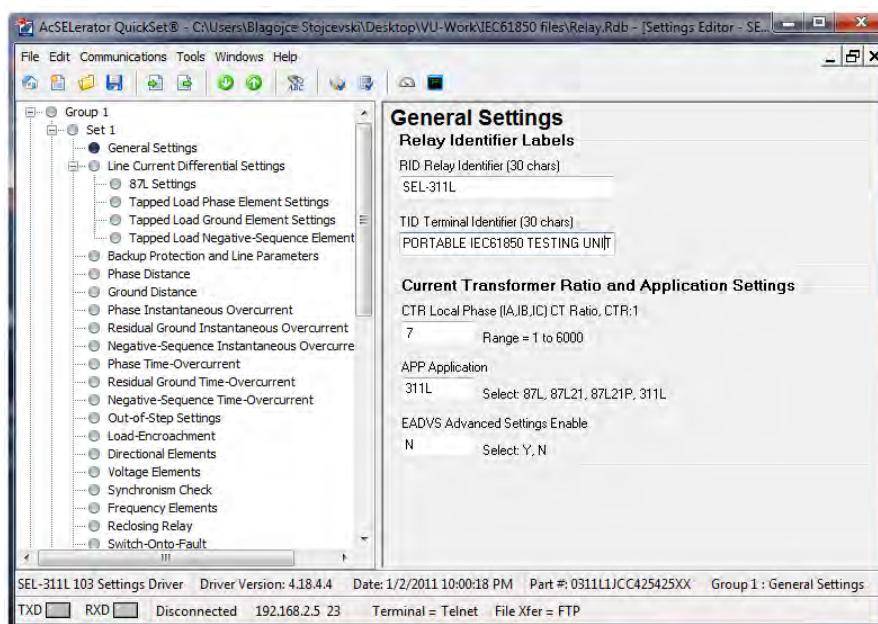 AcSELerator QuickSet® - C:\Users\Blagojce Stojcevski\Desktop\VU-Work\IEC61850 files\Relay.Rdb - [Settings Editor - SE...
File Edit Communications Tools Windows Help
Group 1
Set 1
General Settings
Line Current Differential Settings
87L Settings
Tapped Load Phase Element Settings
Tapped Load Ground Element Settings
Tapped Load Negative-Sequence Element
Backup Protection and Line Parameters
Phase Distance
Ground Distance
Phase Instantaneous Overcurrent
Residual Ground Instantaneous Overcurrent
Negative-Sequence Instantaneous Overcurre
Phase Time-Overcurrent
Residual Ground Time-Overcurrent
Negative-Sequence Time-Overcurrent
Out-of-Step Settings
Load-Encroachment
Directional Elements
Voltage Elements
Synchronism Check
Frequency Elements
Reclosing Relay
Switch-Onto-Fault
General Settings
Relay Identifier Labels
RID Relay Identifier (30 chars)
SEL-311L
TID Terminal Identifier (30 chars)
PORTABLE IEC61850 TESTING UNIT
Current Transformer Ratio and Application Settings
CTR Local Phase (IA,IB,IC) CT Ratio, CTR:1
7 Range = 1 to 6000
APP Application
311L Select: 87L, 87L21, 87L21P, 311L
EADVS Advanced Settings Enable
N Select: Y, N
SEL-311L 103 Settings Driver Driver Version: 4.18.4.4 Date: 1/2/2011 10:00:18 PM Part #: 0311L1JCC425425XX Group 1 : General Settings
TXD RXD Disconnected 192.168.2.5 23 Terminal = Telnet File Xfer = FTP